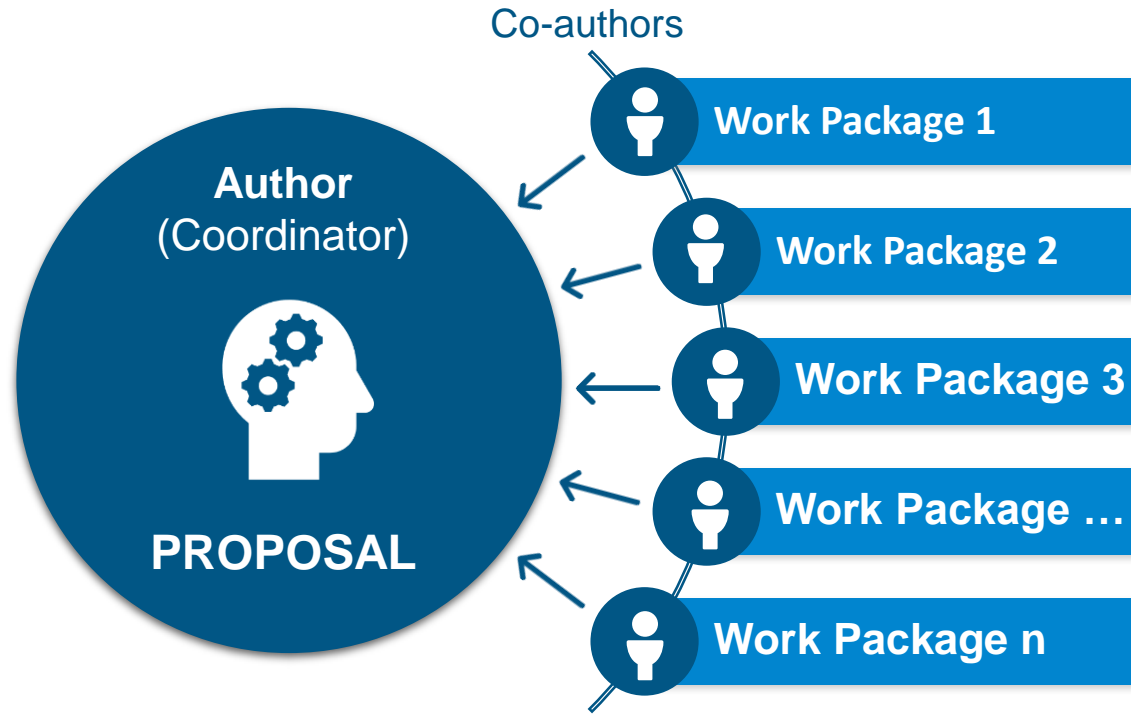 Co-authors
Author
(Coordinator)
PROPOSAL
Work Package 1
Work Package 2
Work Package 3
Work Package …
Work Package n